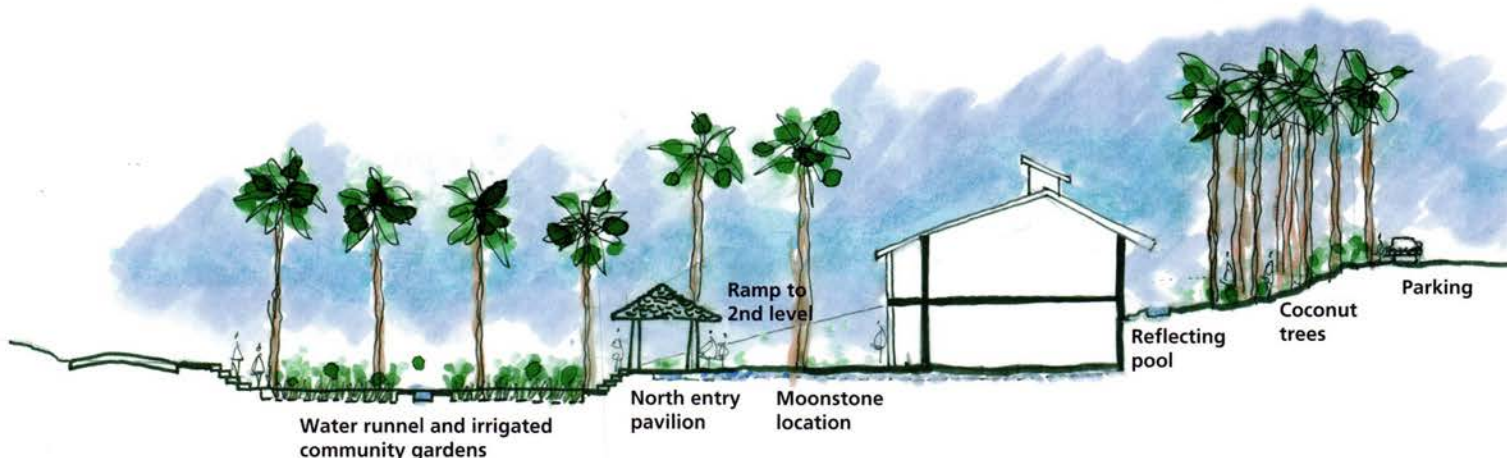 Ramp to
2nd level
Parking
Coconut
trees
Reflecting
pool
North entry
pavilion
Moonstone
location
Water runnel and irrigated
community gardens